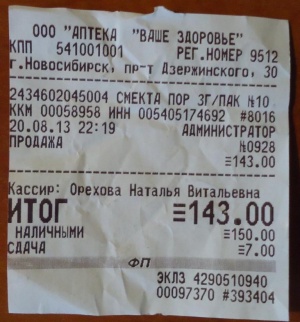 ООО "АПТЕКА "ВАШЕ ЗДОРОВЬЕ"
КПП 541001001 РЕГ.НОМЕР 9512
г.Новосибирск, пр-т Дзержинского, 30
2434602045004 СМЕКТА ПОР 3Г/ПАК №10
ККМ 00058958 ИНН 005405174692 #8016
20.08.13 22:19 АДМИНИСТРАТОР
ПРОДАЖА №0928
≡143.00
Кассир: Орехова Наталья Витальевна
ИТОГ ≡143.00
НАЛИЧНЫМИ ≡150.00
СДАЧА ≡7.00
ФП
ЭКЛЗ 4290510940
00097370 #393404